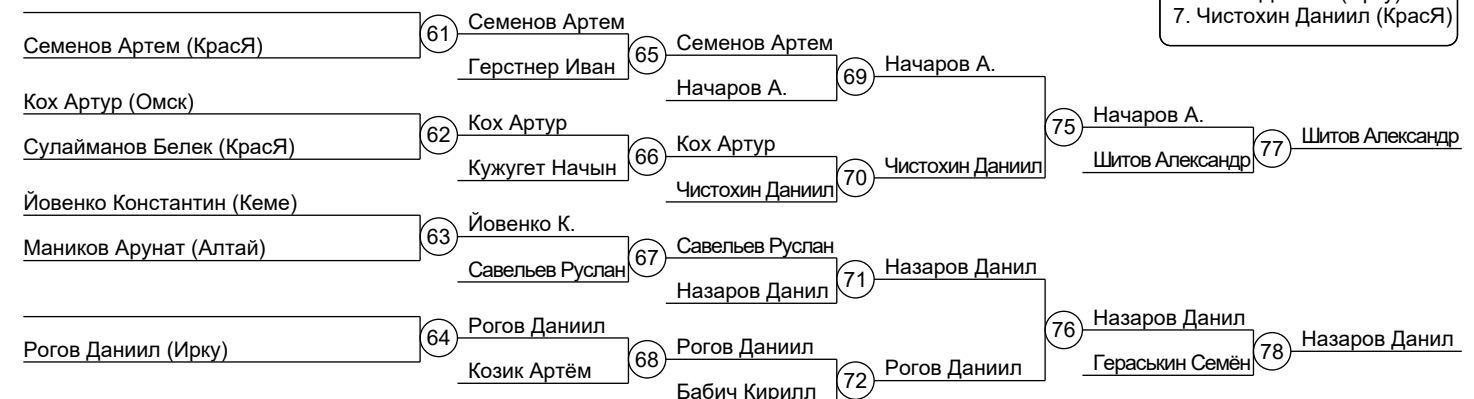 7. Чистохин Даниил (КрасЯ)
Семенов Артем (КрасЯ)
61
Семенов Артем
Герстнер Иван
65
Семенов Артем
Начаров А.
69
Начаров А.
Кох Артур (Омск)
Сулайманов Белек (КрасЯ)
62
Кох Артур
Кужугет Начын
66
Кох Артур
Чистохин Даниил
70
Чистохин Даниил
75
Начаров А.
Шитов Александр
77
Шитов Александр
Йовенко Константин (Кеме)
Маников Арунат (Алтай)
63
Йовенко К.
Савельев Руслан
67
Савельев Руслан
Назаров Данил
71
Назаров Данил
Рогов Даниил (Ирку)
64
Рогов Даниил
Козик Артём
68
Рогов Даниил
Бабич Кирилл
72
Рогов Даниил
76
Назаров Данил
Гераськин Семён
78
Назаров Данил